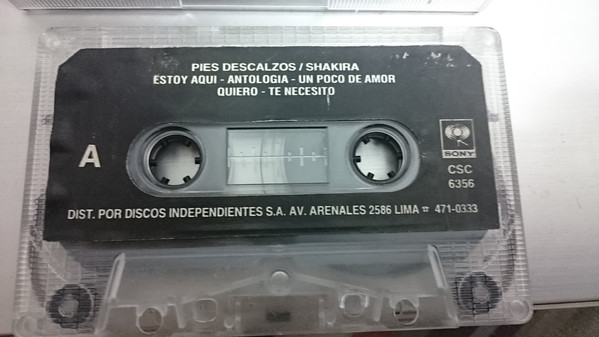 PIES DESCALZOS / SHAKIRA
ESTOY AQUI - ANTOLOGIA - UN POCO DE AMOR
QUIERO - TE NECESITO
A
SONY
CSC
6356
DIST. POR DISCOS INDEPENDIENTES S.A. AV. ARENALES 2586 LIMA ☎ 471-0333